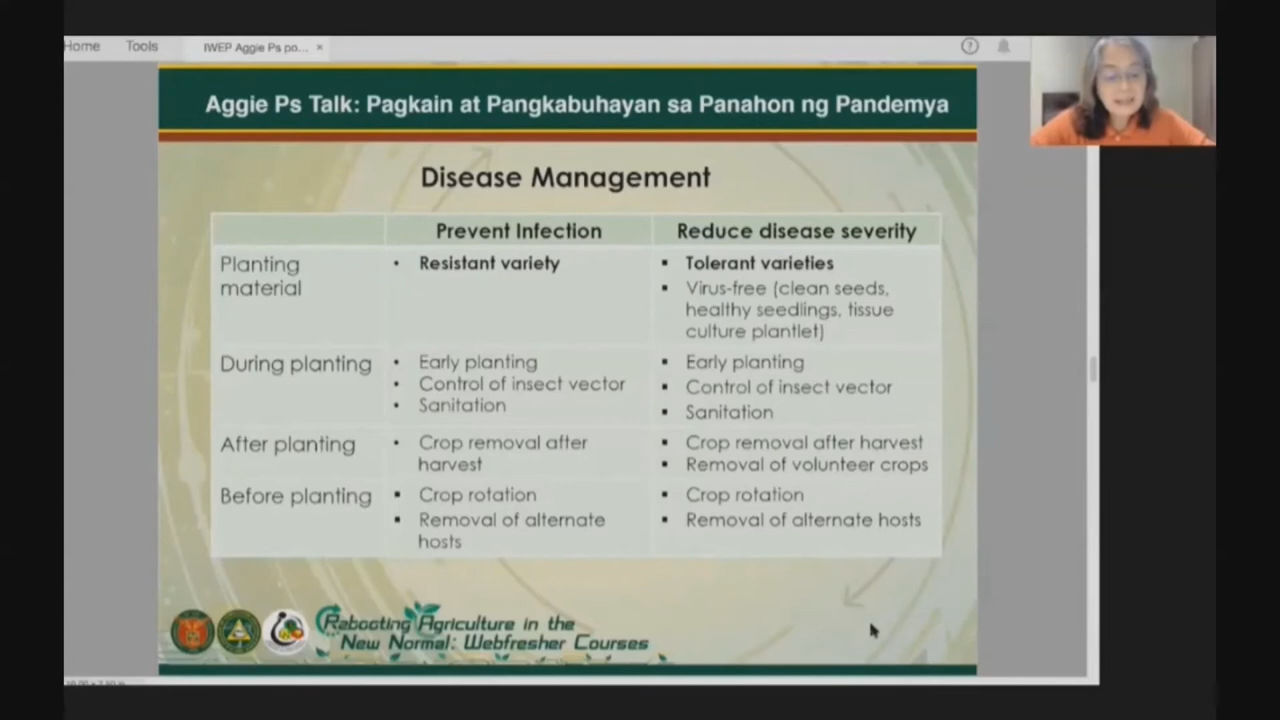 Home Tools IWEP Aggie Ps po... ×
Aggie Ps Talk: Pagkain at Pangkabuhayan sa Panahon ng Pandemya
Disease Management
Prevent Infection
Reduce disease severity
Planting
material
• Resistant variety
▪ Tolerant varieties
▪ Virus-free (clean seeds,
healthy seedlings, tissue
culture plantlet)
During planting
• Early planting
• Control of insect vector
• Sanitation
▪ Early planting
▪ Control of insect vector
▪ Sanitation
After planting
• Crop removal after
harvest
▪ Crop removal after harvest
▪ Removal of volunteer crops
Before planting
▪ Crop rotation
▪ Removal of alternate
hosts
▪ Crop rotation
▪ Removal of alternate hosts
Rebooting Agriculture in the
New Normal: Webfresher Courses